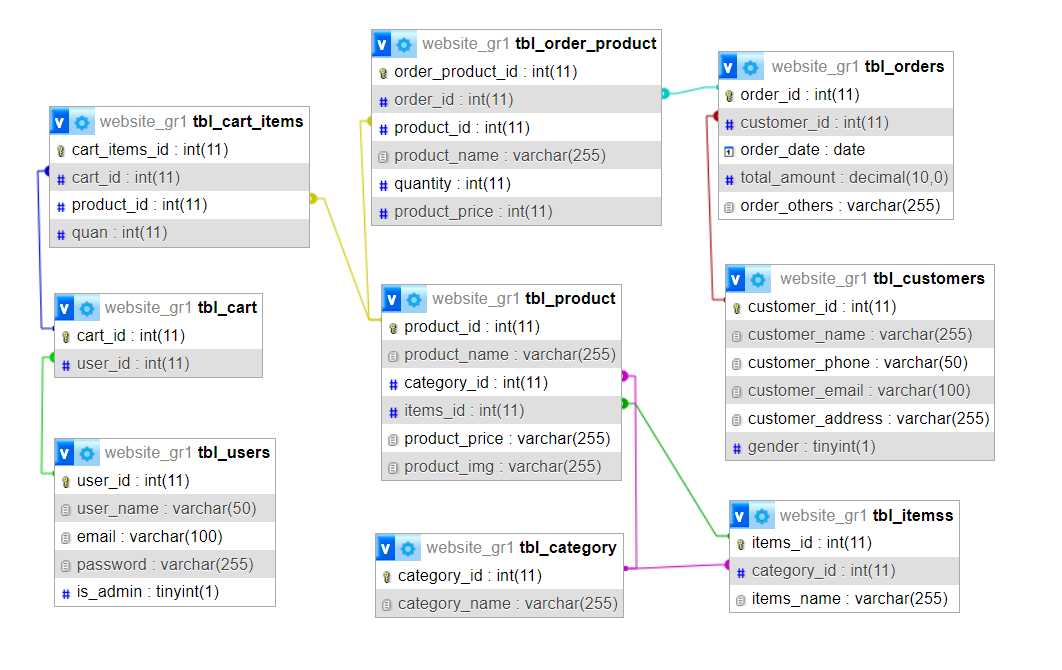 website_gr1 tbl_cart_items
cart_items_id : int(11)
cart_id : int(11)
product_id : int(11)
quan : int(11)
website_gr1 tbl_cart
cart_id : int(11)
user_id : int(11)
website_gr1 tbl_users
user_id : int(11)
user_name : varchar(50)
email : varchar(100)
password : varchar(255)
is_admin : tinyint(1)
website_gr1 tbl_order_product
order_product_id : int(11)
order_id : int(11)
product_id : int(11)
product_name : varchar(255)
quantity : int(11)
product_price : int(11)
website_gr1 tbl_product
product_id : int(11)
product_name : varchar(255)
category_id : int(11)
items_id : int(11)
product_price : varchar(255)
product_img : varchar(255)
website_gr1 tbl_category
category_id : int(11)
category_name : varchar(255)
website_gr1 tbl_orders
order_id : int(11)
customer_id : int(11)
order_date : date
total_amount : decimal(10,0)
order_others : varchar(255)
website_gr1 tbl_customers
customer_id : int(11)
customer_name : varchar(255)
customer_phone : varchar(50)
customer_email : varchar(100)
customer_address : varchar(255)
gender : tinyint(1)
website_gr1 tbl_itemss
items_id : int(11)
category_id : int(11)
items_name : varchar(255)